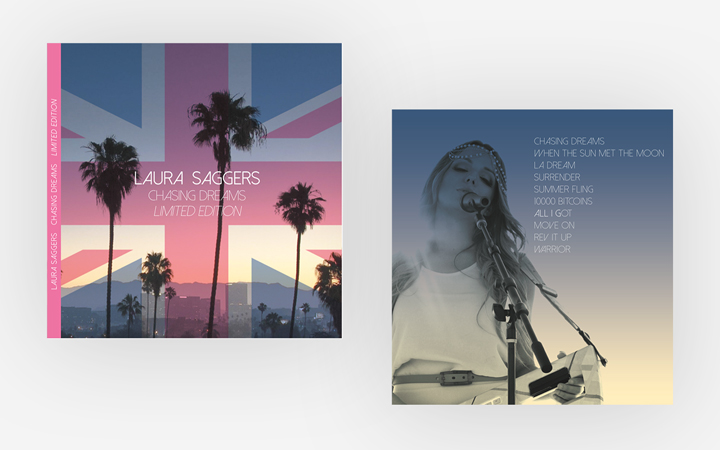 LAURA SAGGERS CHASING DREAMS LIMITED EDITION
LAURA SAGGERS
CHASING DREAMS
LIMITED EDITION
CHASING DREAMS
WHEN THE SUN MET THE MOON
LA DREAM
SURRENDER
SUMMER FLING
10000 BITCOINS
ALL I GOT
MOVE ON
REV IT UP
WARRIOR